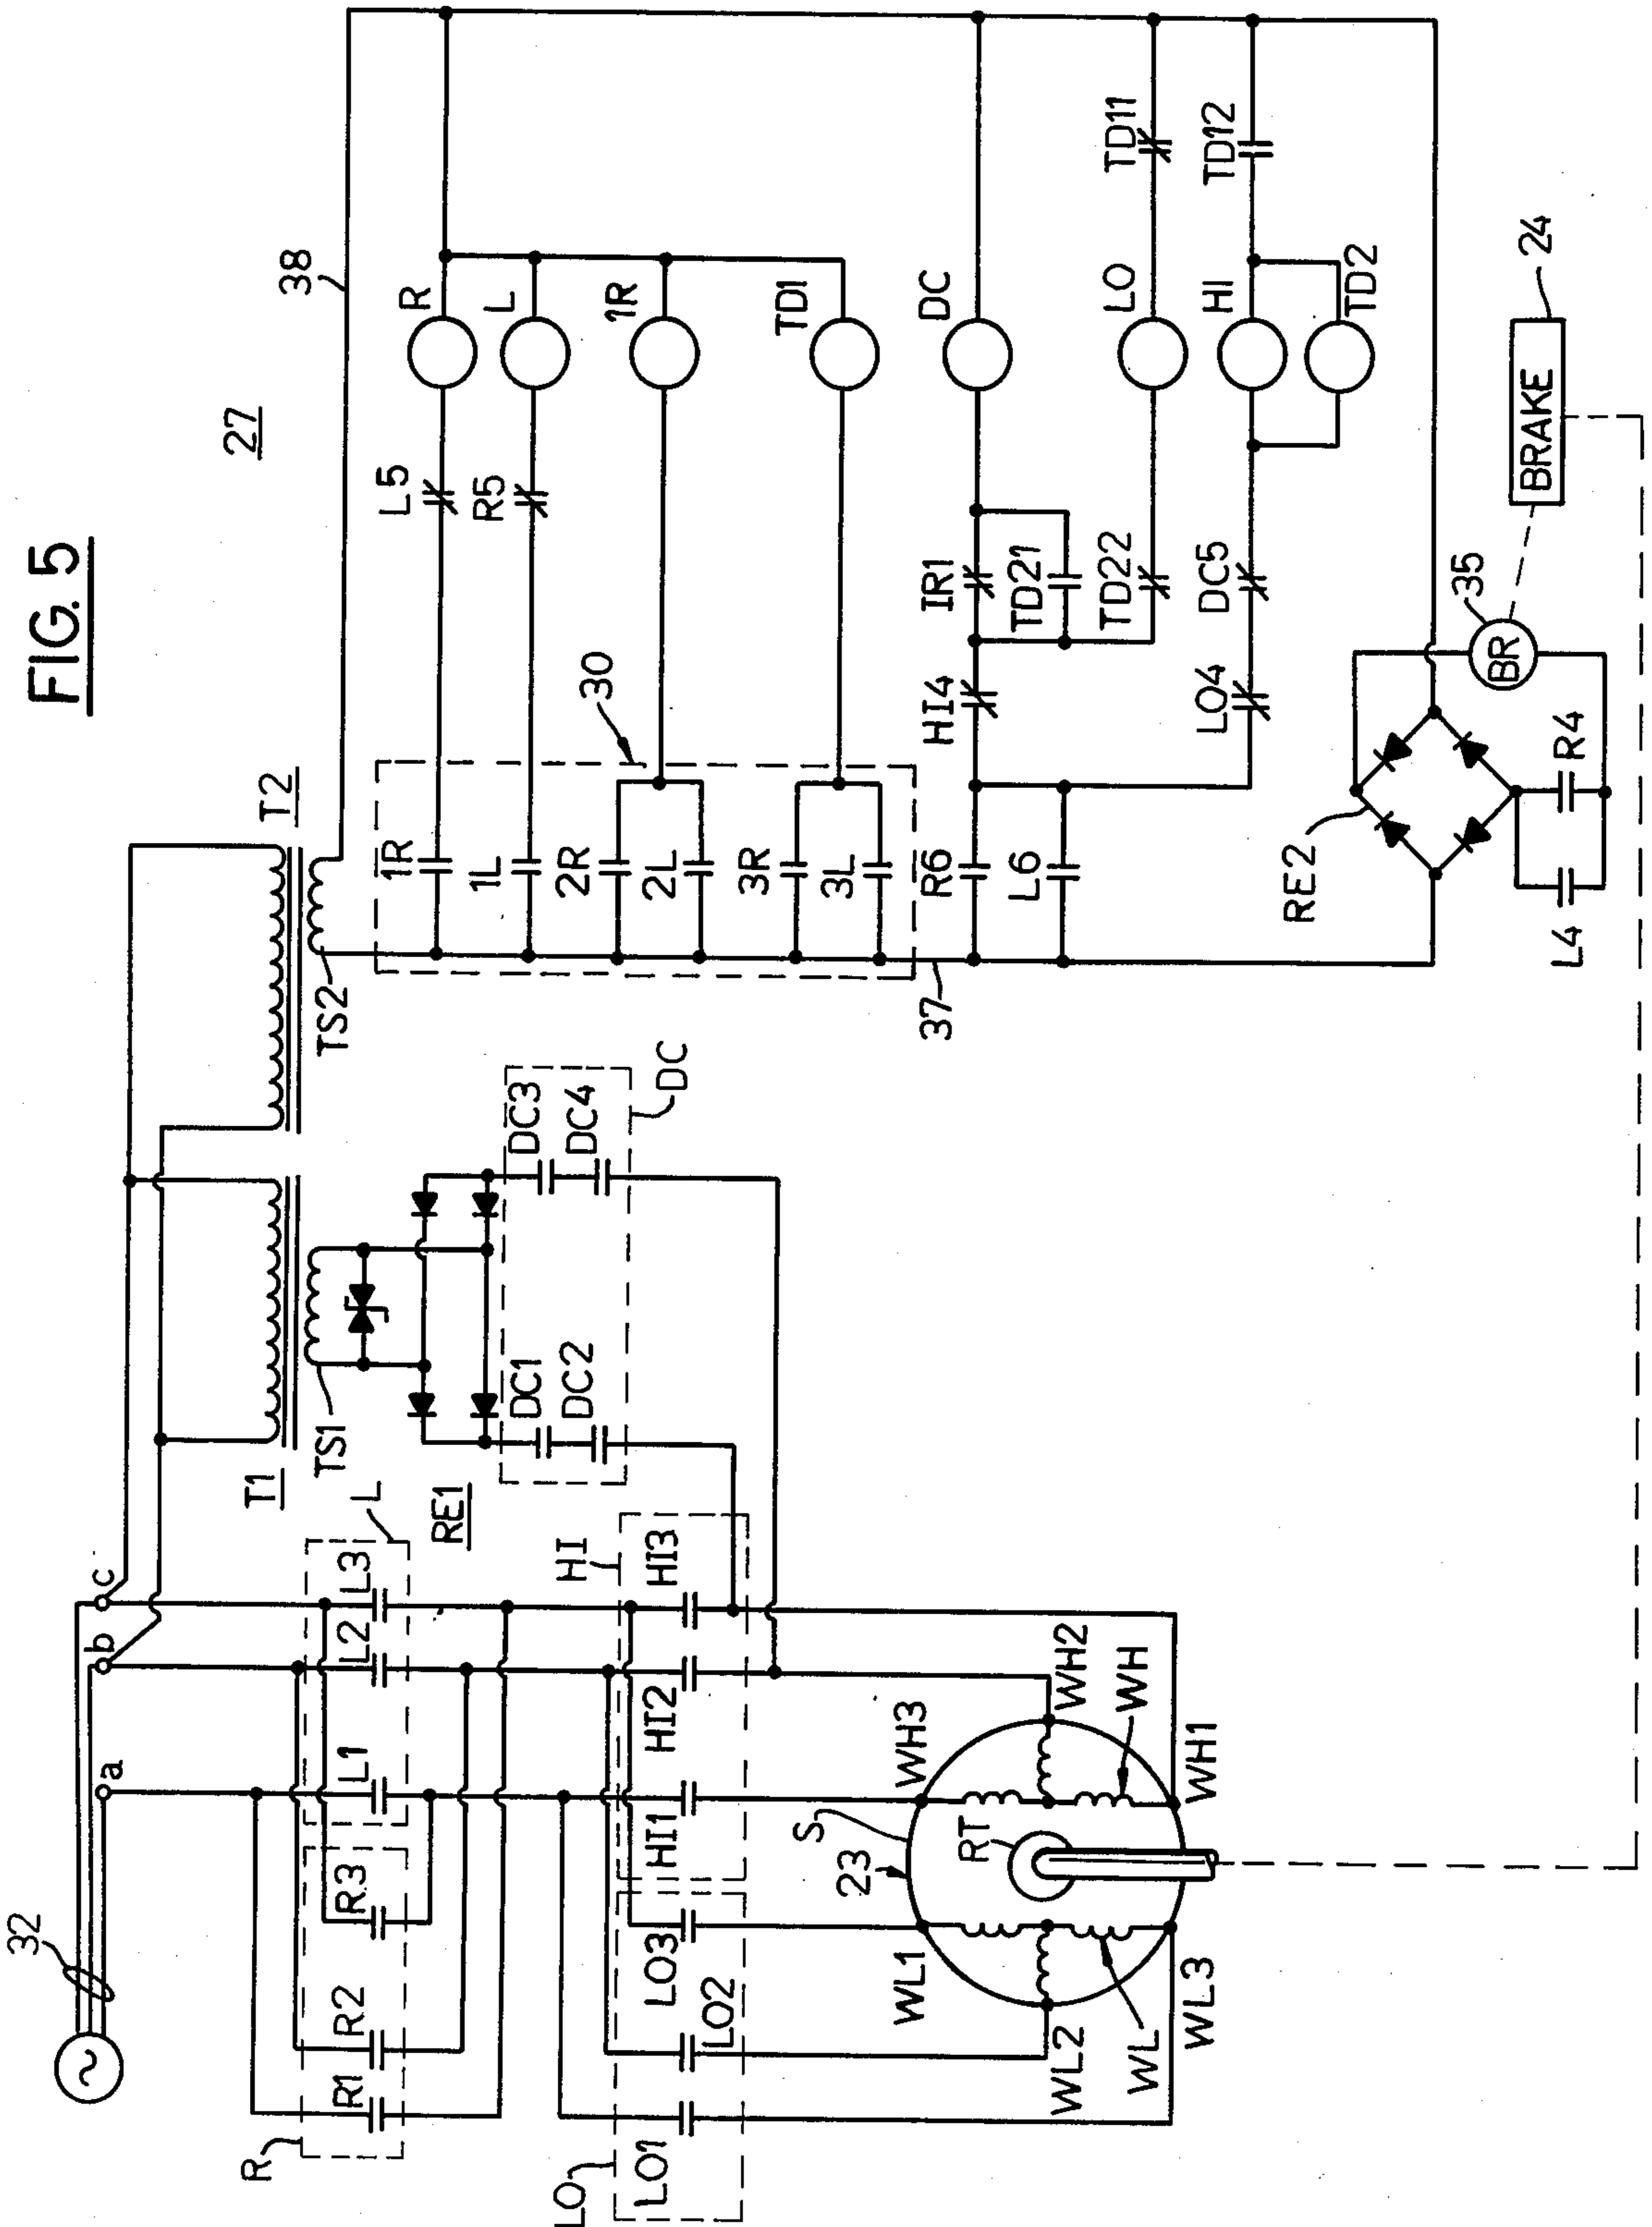 FIG. 5
27
32
a
b
c
T1
TS1
T2
TS2
38
R
R1
R2
R3
L
L1
L2
L3
RE1
DC1
DC2
DC3
DC4
DC
LO
LO1
LO2
LO3
HI
HI1
HI2
HI3
23
S
RT
WL1
WL2
WL3
WL
WH1
WH2
WH3
WH
30
37
1R
L5
R
1L
R5
L
2R
2L
1R
3R
3L
TD1
R6
L6
HI4
IR1
TD21
DC
TD22
LO
TD11
LO4
DC5
HI
TD12
TD2
RE2
L4
R4
BR
35
BRAKE
24